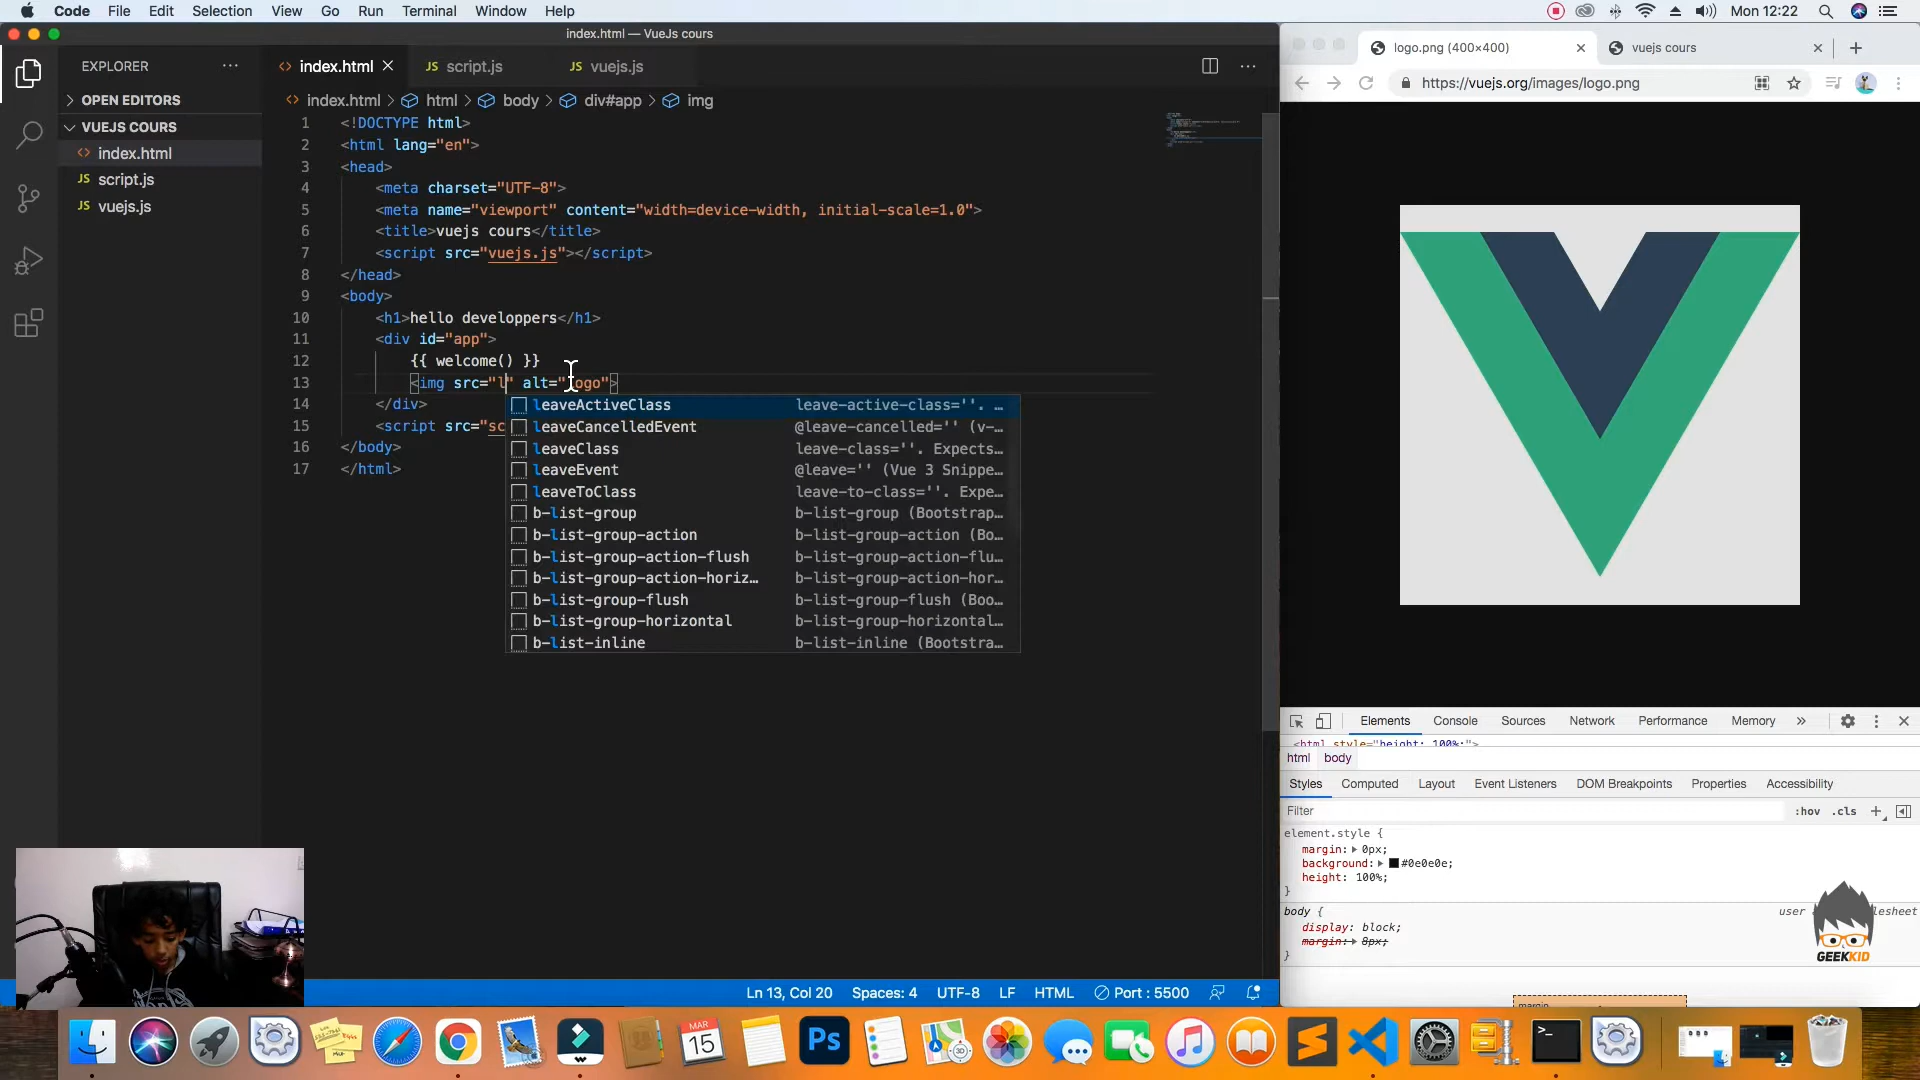 Code File Edit Selection View Go Run Terminal Window Help Mon 12:22
index.html — VueJs cours
EXPLORER
OPEN EDITORS
VUEJS COURS
index.html
script.js
vuejs.js
index.html script.js vuejs.js
index.html > html > body > div#app > img
1 <!DOCTYPE html>
2 <html lang="en">
3 <head>
4 <meta charset="UTF-8">
5 <meta name="viewport" content="width=device-width, initial-scale=1.0">
6 <title>vuejs cours</title>
7 <script src="vuejs.js"></script>
8 </head>
9 <body>
10 <h1>hello developpers</h1>
11 <div id="app">
12 {{ welcome() }}
13 <img src="l" alt="logo">
14 </div>
15 <script src="sc
16 </body>
17 </html>
leaveActiveClass leave-active-class=''. …
leaveCancelledEvent @leave-cancelled='' (v-…
leaveClass leave-class=''. Expects…
leaveEvent @leave='' (Vue 3 Snippe…
leaveToClass leave-to-class=''. Expe…
b-list-group b-list-group (Bootstrap…
b-list-group-action b-list-group-action (Bo…
b-list-group-action-flush b-list-group-action-flu…
b-list-group-action-horiz… b-list-group-action-hor…
b-list-group-flush b-list-group-flush (Boo…
b-list-group-horizontal b-list-group-horizontal…
b-list-inline b-list-inline (Bootstra…
Ln 13, Col 20 Spaces: 4 UTF-8 LF HTML Port : 5500
logo.png (400×400) vuejs cours
https://vuejs.org/images/logo.png
Elements Console Sources Network Performance Memory
<html style="height: 100%;">
html body
Styles Computed Layout Event Listeners DOM Breakpoints Properties Accessibility
Filter :hov .cls
element.style {
margin: 0px;
background: #0e0e0e;
height: 100%;
}
body { user lesheet
display: block;
margin: 8px;
}
margin
GEEKKID
MAR
15
Ps
3D
>_